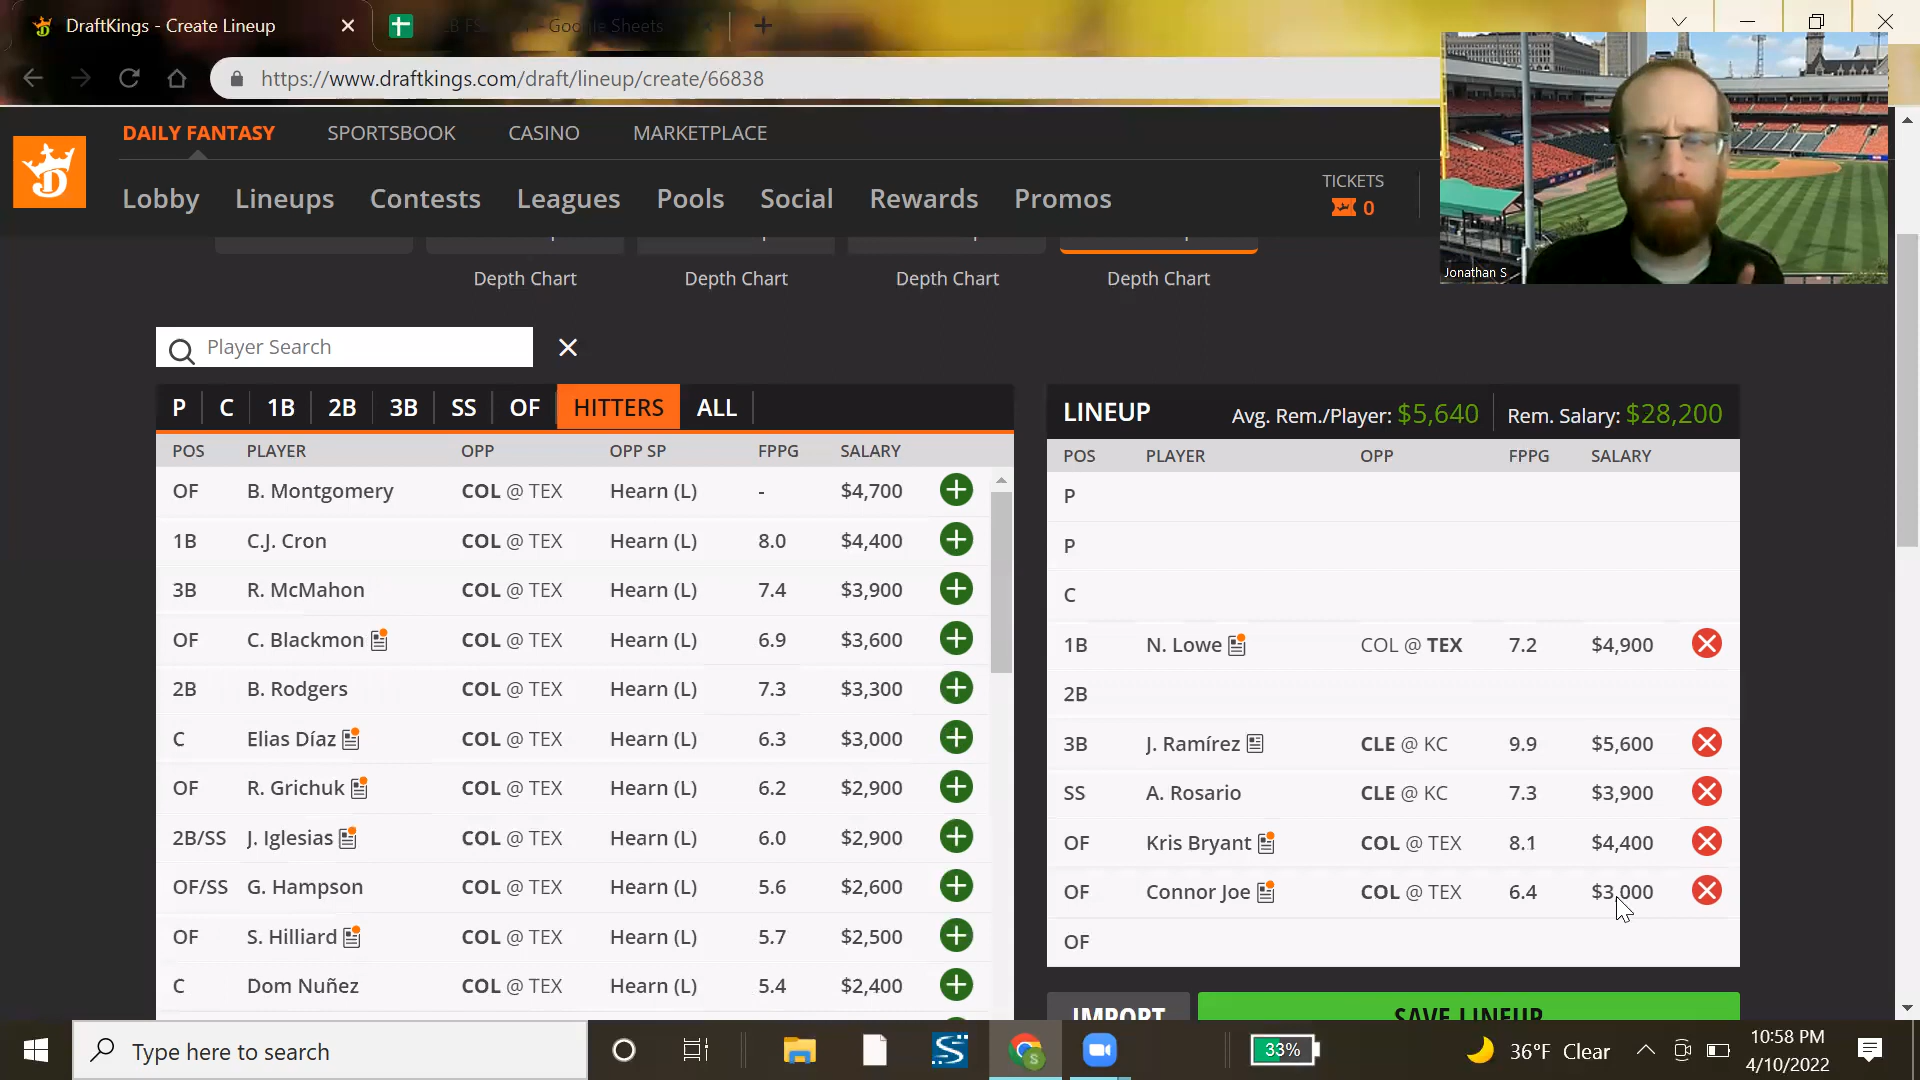 DraftKings - Create Lineup
Google Sheets
https://www.draftkings.com/draft/lineup/create/66838
DAILY FANTASY SPORTSBOOK CASINO MARKETPLACE
Lobby Lineups Contests Leagues Pools Social Rewards Promos
TICKETS
0
Jonathan S
Depth Chart Depth Chart Depth Chart Depth Chart
Player Search
P C 1B 2B 3B SS OF HITTERS ALL
POS PLAYER OPP OPP SP FPPG SALARY
OF B. Montgomery COL @ TEX Hearn (L) - $4,700
1B C.J. Cron COL @ TEX Hearn (L) 8.0 $4,400
3B R. McMahon COL @ TEX Hearn (L) 7.4 $3,900
OF C. Blackmon COL @ TEX Hearn (L) 6.9 $3,600
2B B. Rodgers COL @ TEX Hearn (L) 7.3 $3,300
C Elias Díaz COL @ TEX Hearn (L) 6.3 $3,000
OF R. Grichuk COL @ TEX Hearn (L) 6.2 $2,900
2B/SS J. Iglesias COL @ TEX Hearn (L) 6.0 $2,900
OF/SS G. Hampson COL @ TEX Hearn (L) 5.6 $2,600
OF S. Hilliard COL @ TEX Hearn (L) 5.7 $2,500
C Dom Nuñez COL @ TEX Hearn (L) 5.4 $2,400
LINEUP Avg. Rem./Player: $5,640 Rem. Salary: $28,200
POS PLAYER OPP FPPG SALARY
P
P
C
1B N. Lowe COL @ TEX 7.2 $4,900
2B
3B J. Ramírez CLE @ KC 9.9 $5,600
SS A. Rosario CLE @ KC 7.3 $3,900
OF Kris Bryant COL @ TEX 8.1 $4,400
OF Connor Joe COL @ TEX 6.4 $3,000
OF
IMPORT SAVE LINEUP
Type here to search
33%
36°F Clear
10:58 PM
4/10/2022